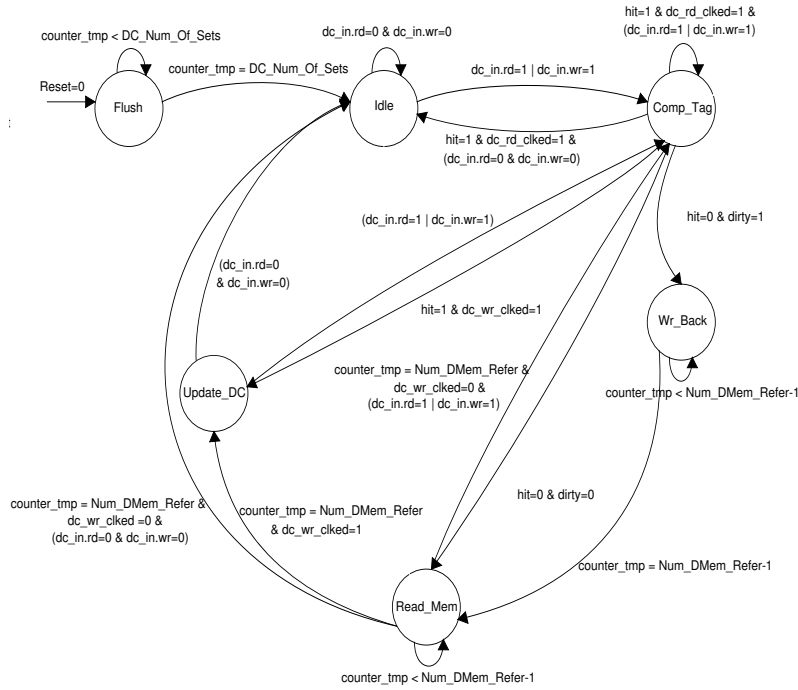 counter_tmp < DC_Num_Of_Sets
dc_in.rd=0 & dc_in.wr=0
hit=1 & dc_rd_clked=1 &
(dc_in.rd=1 | dc_in.wr=1)
Reset=0
counter_tmp = DC_Num_Of_Sets
dc_in.rd=1 | dc_in.wr=1
Flush
Idle
Comp_Tag
hit=1 & dc_rd_clked=1 &
(dc_in.rd=0 & dc_in.wr=0)
(dc_in.rd=1 | dc_in.wr=1)
hit=0 & dirty=1
(dc_in.rd=0
& dc_in.wr=0)
hit=1 & dc_wr_clked=1
Wr_Back
Update_DC
counter_tmp = Num_DMem_Refer &
dc_wr_clked=0 &
(dc_in.rd=1 | dc_in.wr=1)
counter_tmp < Num_DMem_Refer-1
hit=0 & dirty=0
counter_tmp = Num_DMem_Refer &
dc_wr_clked =0 &
(dc_in.rd=0 & dc_in.wr=0)
counter_tmp = Num_DMem_Refer
& dc_wr_clked=1
counter_tmp = Num_DMem_Refer-1
Read_Mem
counter_tmp < Num_DMem_Refer-1